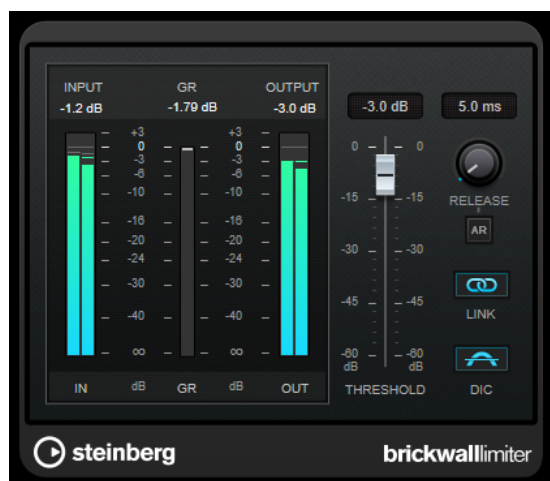 INPUT GR OUTPUT
-1.2 dB -1.79 dB -3.0 dB -3.0 dB 5.0 ms
+3 +3
0 0 0 0
-3 -3
-6 -6
-10 -10
-15 -15
RELEASE
-16 -16
AR
-20 -20
-24 -24
-30 -30
-30 -30
-45 -45
LINK
-40 -40
∞ ∞
-60 -60
dB dB
IN dB GR dB OUT
THRESHOLD DIC
steinberg brickwalllimiter